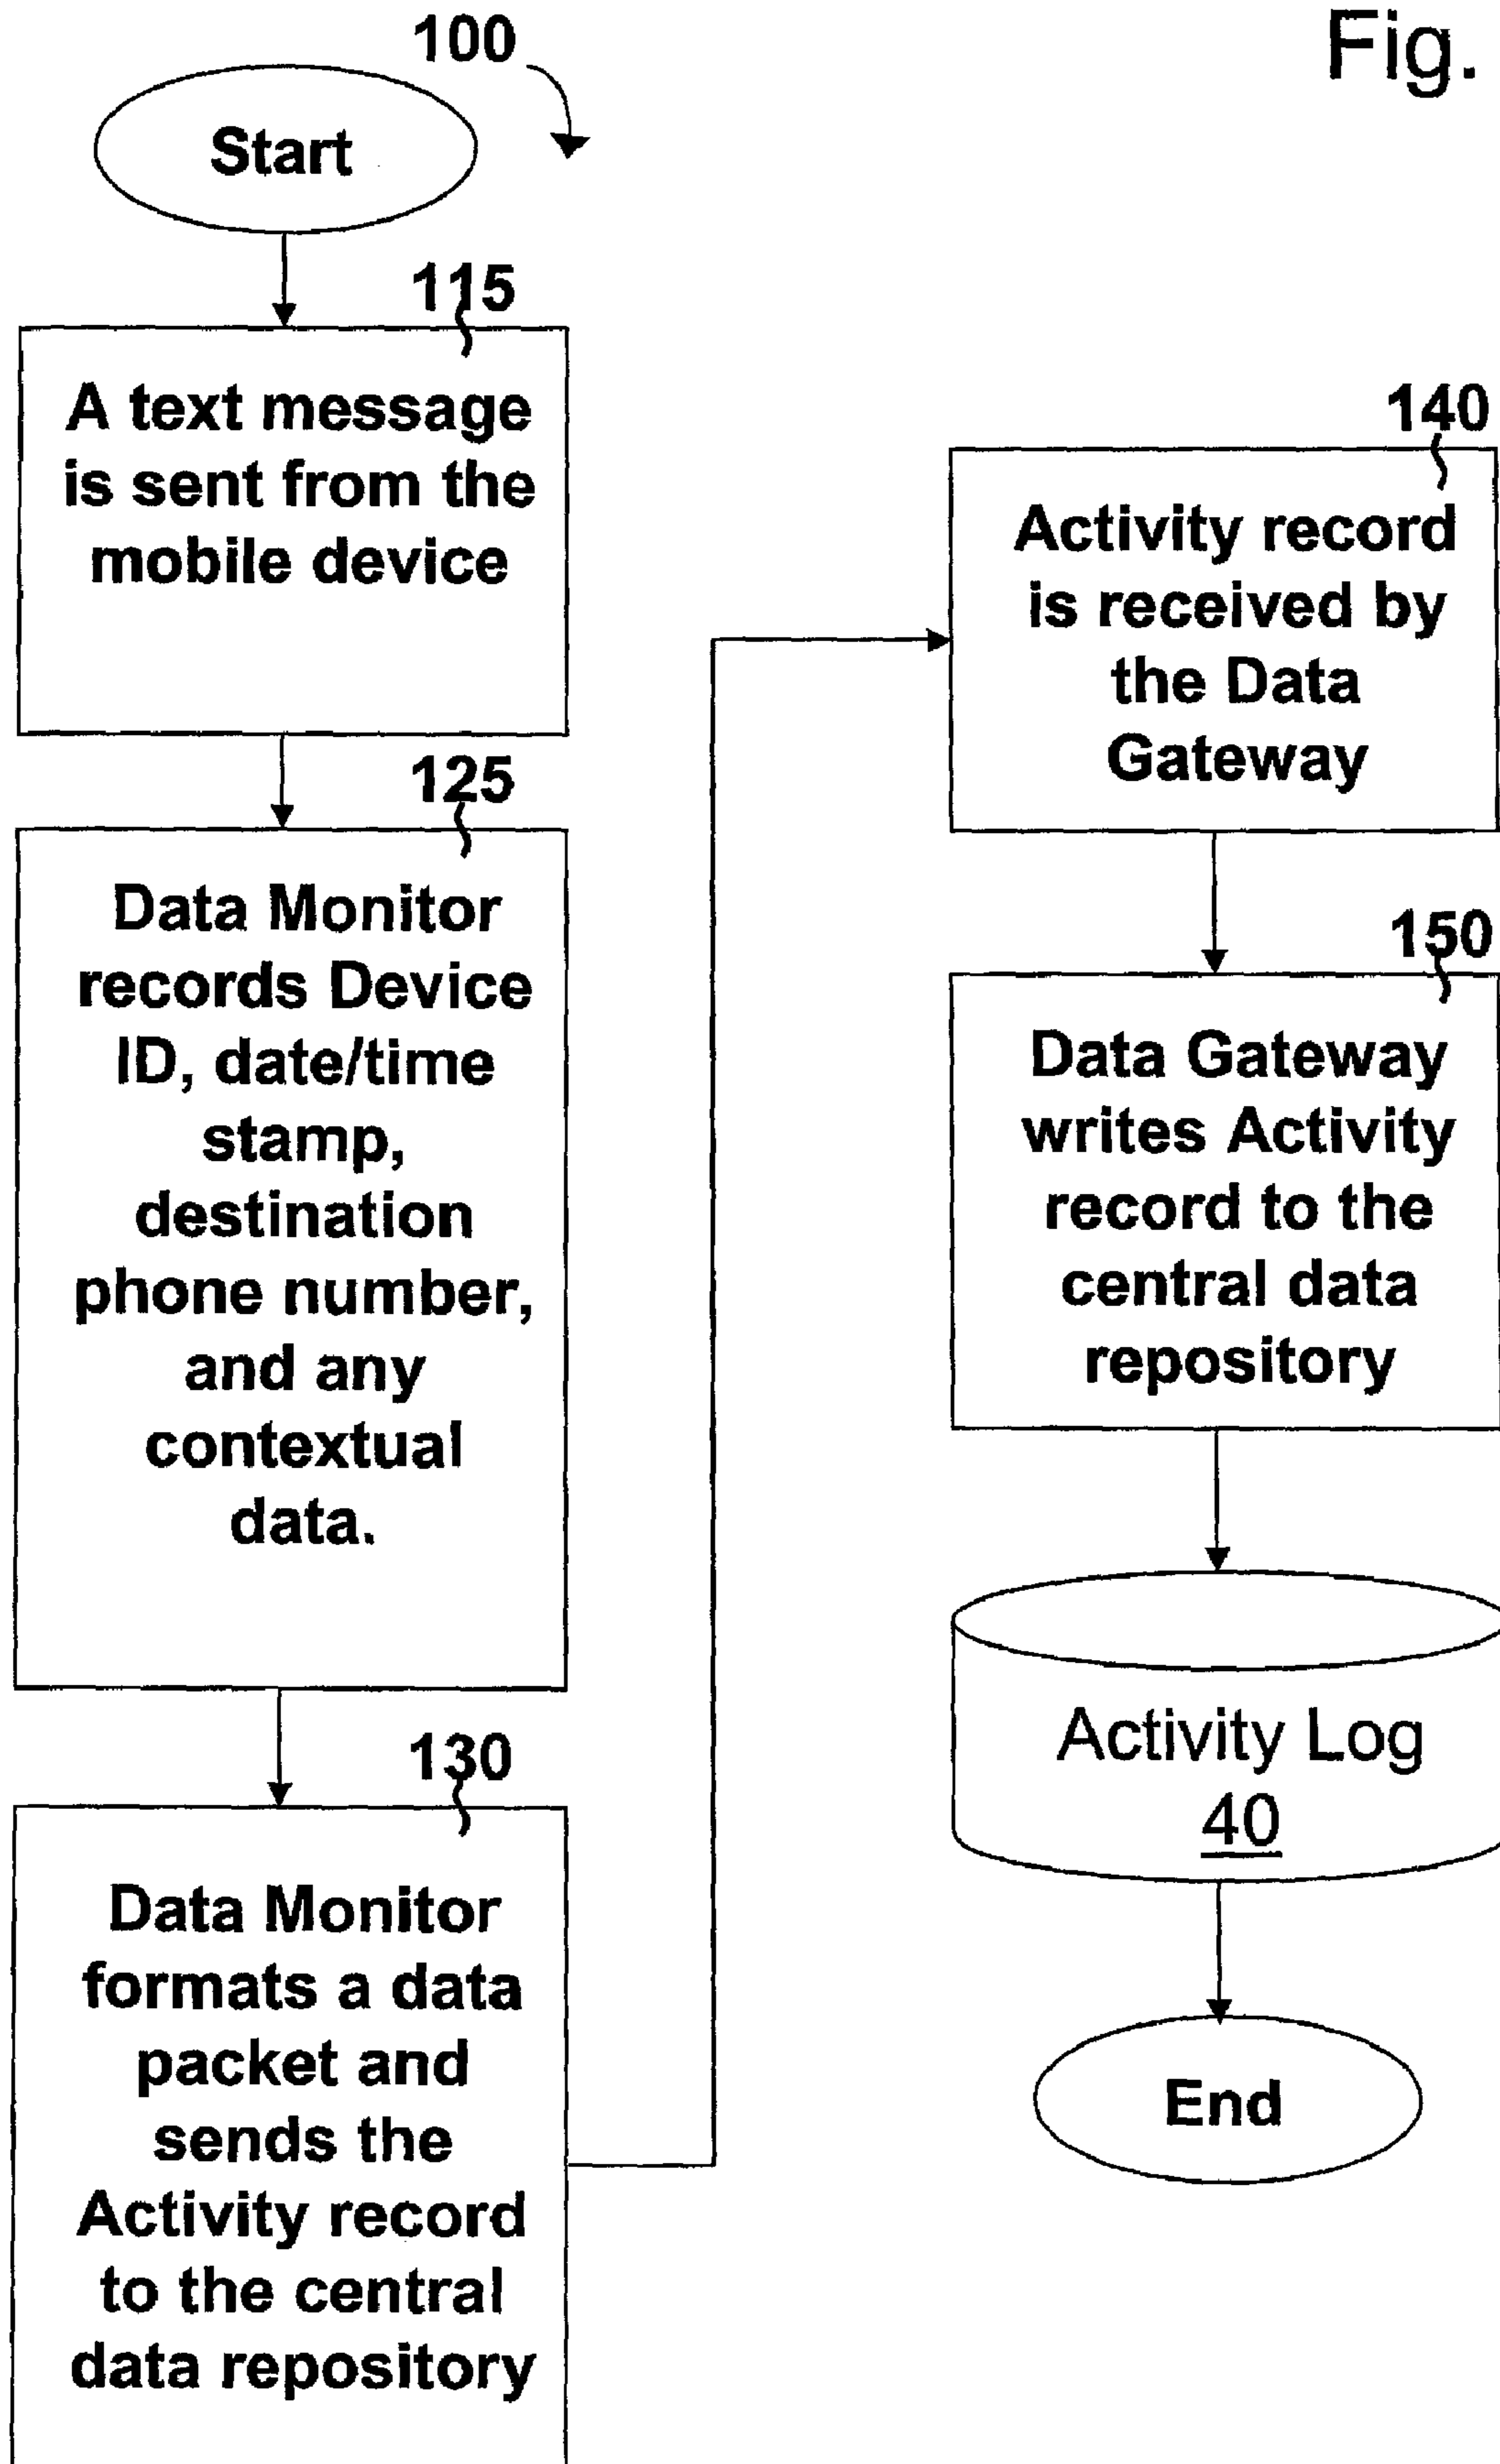 Fig.
100
Start
115
A text message
is sent from the
mobile device
125
Data Monitor
records Device
ID, date/time
stamp,
destination
phone number,
and any
contextual
data.
130
Data Monitor
formats a data
packet and
sends the
Activity record
to the central
data repository
140
Activity record
is received by
the Data
Gateway
150
Data Gateway
writes Activity
record to the
central data
repository
Activity Log
40
End